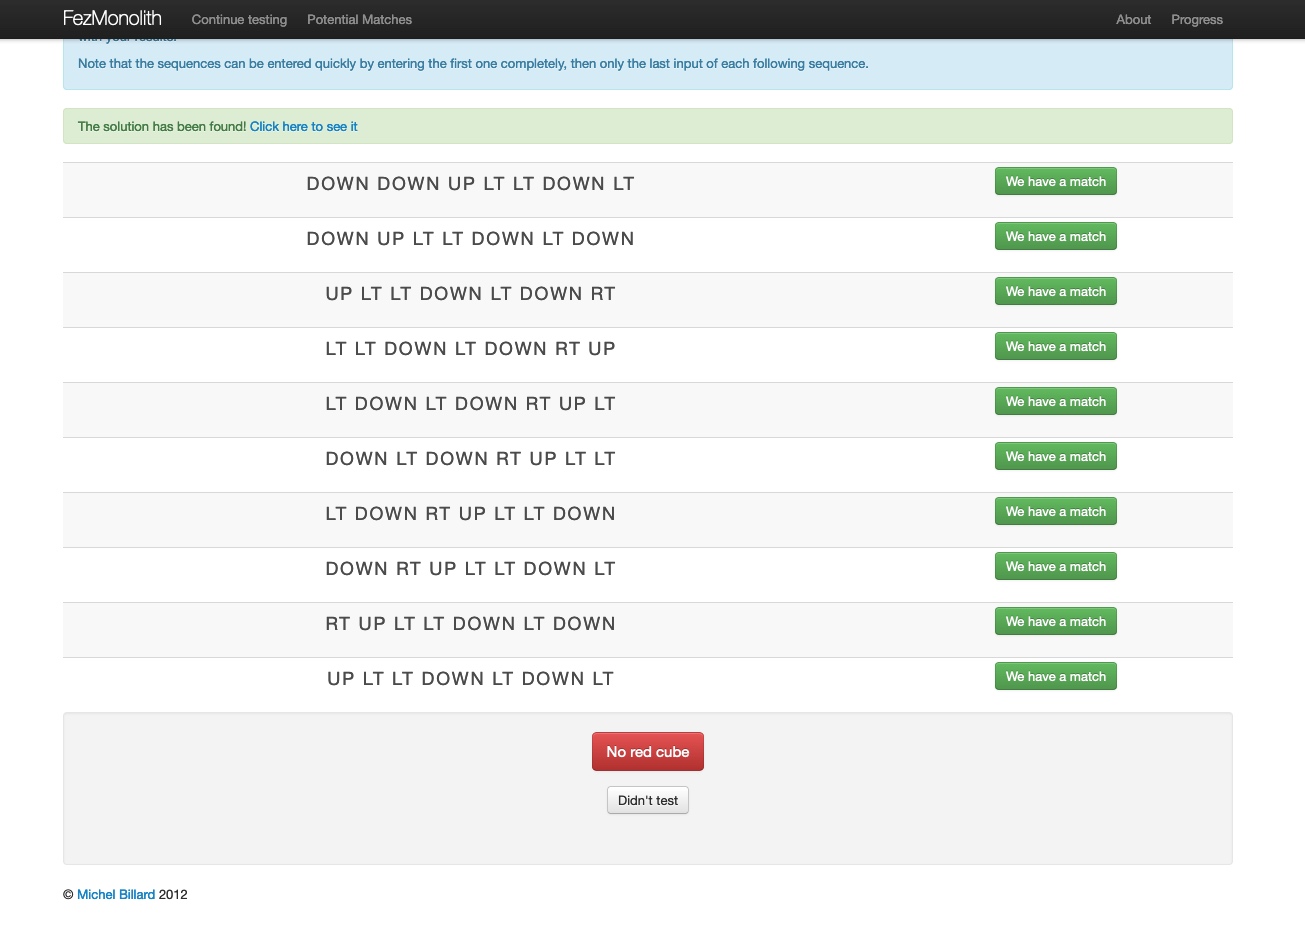 FezMonolith Continue testing Potential Matches About Progress
with your results.
Note that the sequences can be entered quickly by entering the first one completely, then only the last input of each following sequence.
The solution has been found! Click here to see it
DOWN DOWN UP LT LT DOWN LT We have a match
DOWN UP LT LT DOWN LT DOWN We have a match
UP LT LT DOWN LT DOWN RT We have a match
LT LT DOWN LT DOWN RT UP We have a match
LT DOWN LT DOWN RT UP LT We have a match
DOWN LT DOWN RT UP LT LT We have a match
LT DOWN RT UP LT LT DOWN We have a match
DOWN RT UP LT LT DOWN LT We have a match
RT UP LT LT DOWN LT DOWN We have a match
UP LT LT DOWN LT DOWN LT We have a match
No red cube
Didn't test
© Michel Billard 2012